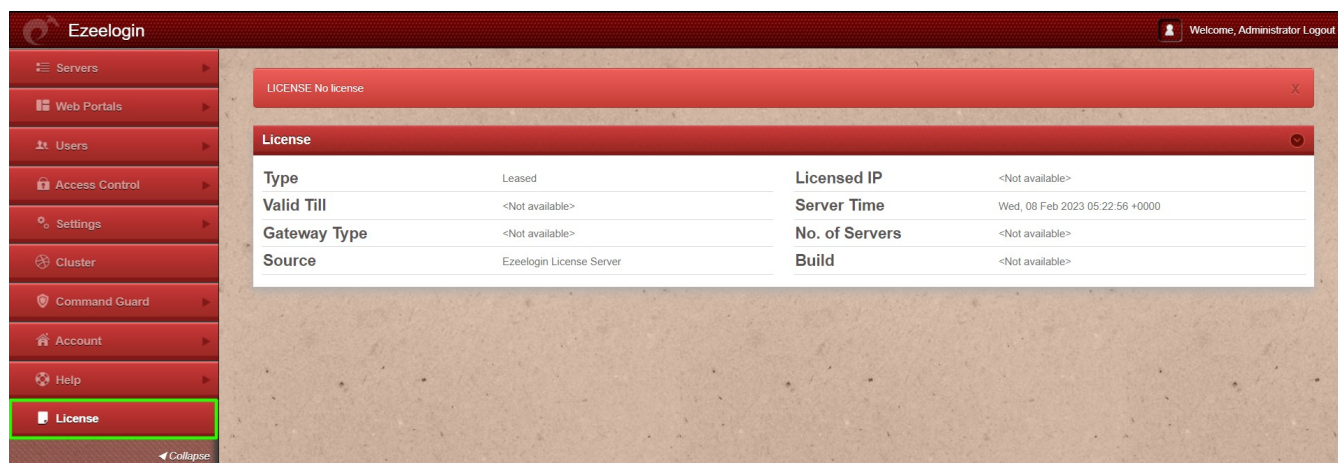 Ezeelogin
Welcome, Administrator Logout
Servers
Web Portals
Users
Access Control
Settings
Cluster
Command Guard
Account
Help
License
Collapse
LICENSE No license
X
License
Type Leased Licensed IP <Not available>
Valid Till <Not available> Server Time Wed, 08 Feb 2023 05:22:56 +0000
Gateway Type <Not available> No. of Servers <Not available>
Source Ezeelogin License Server Build <Not available>